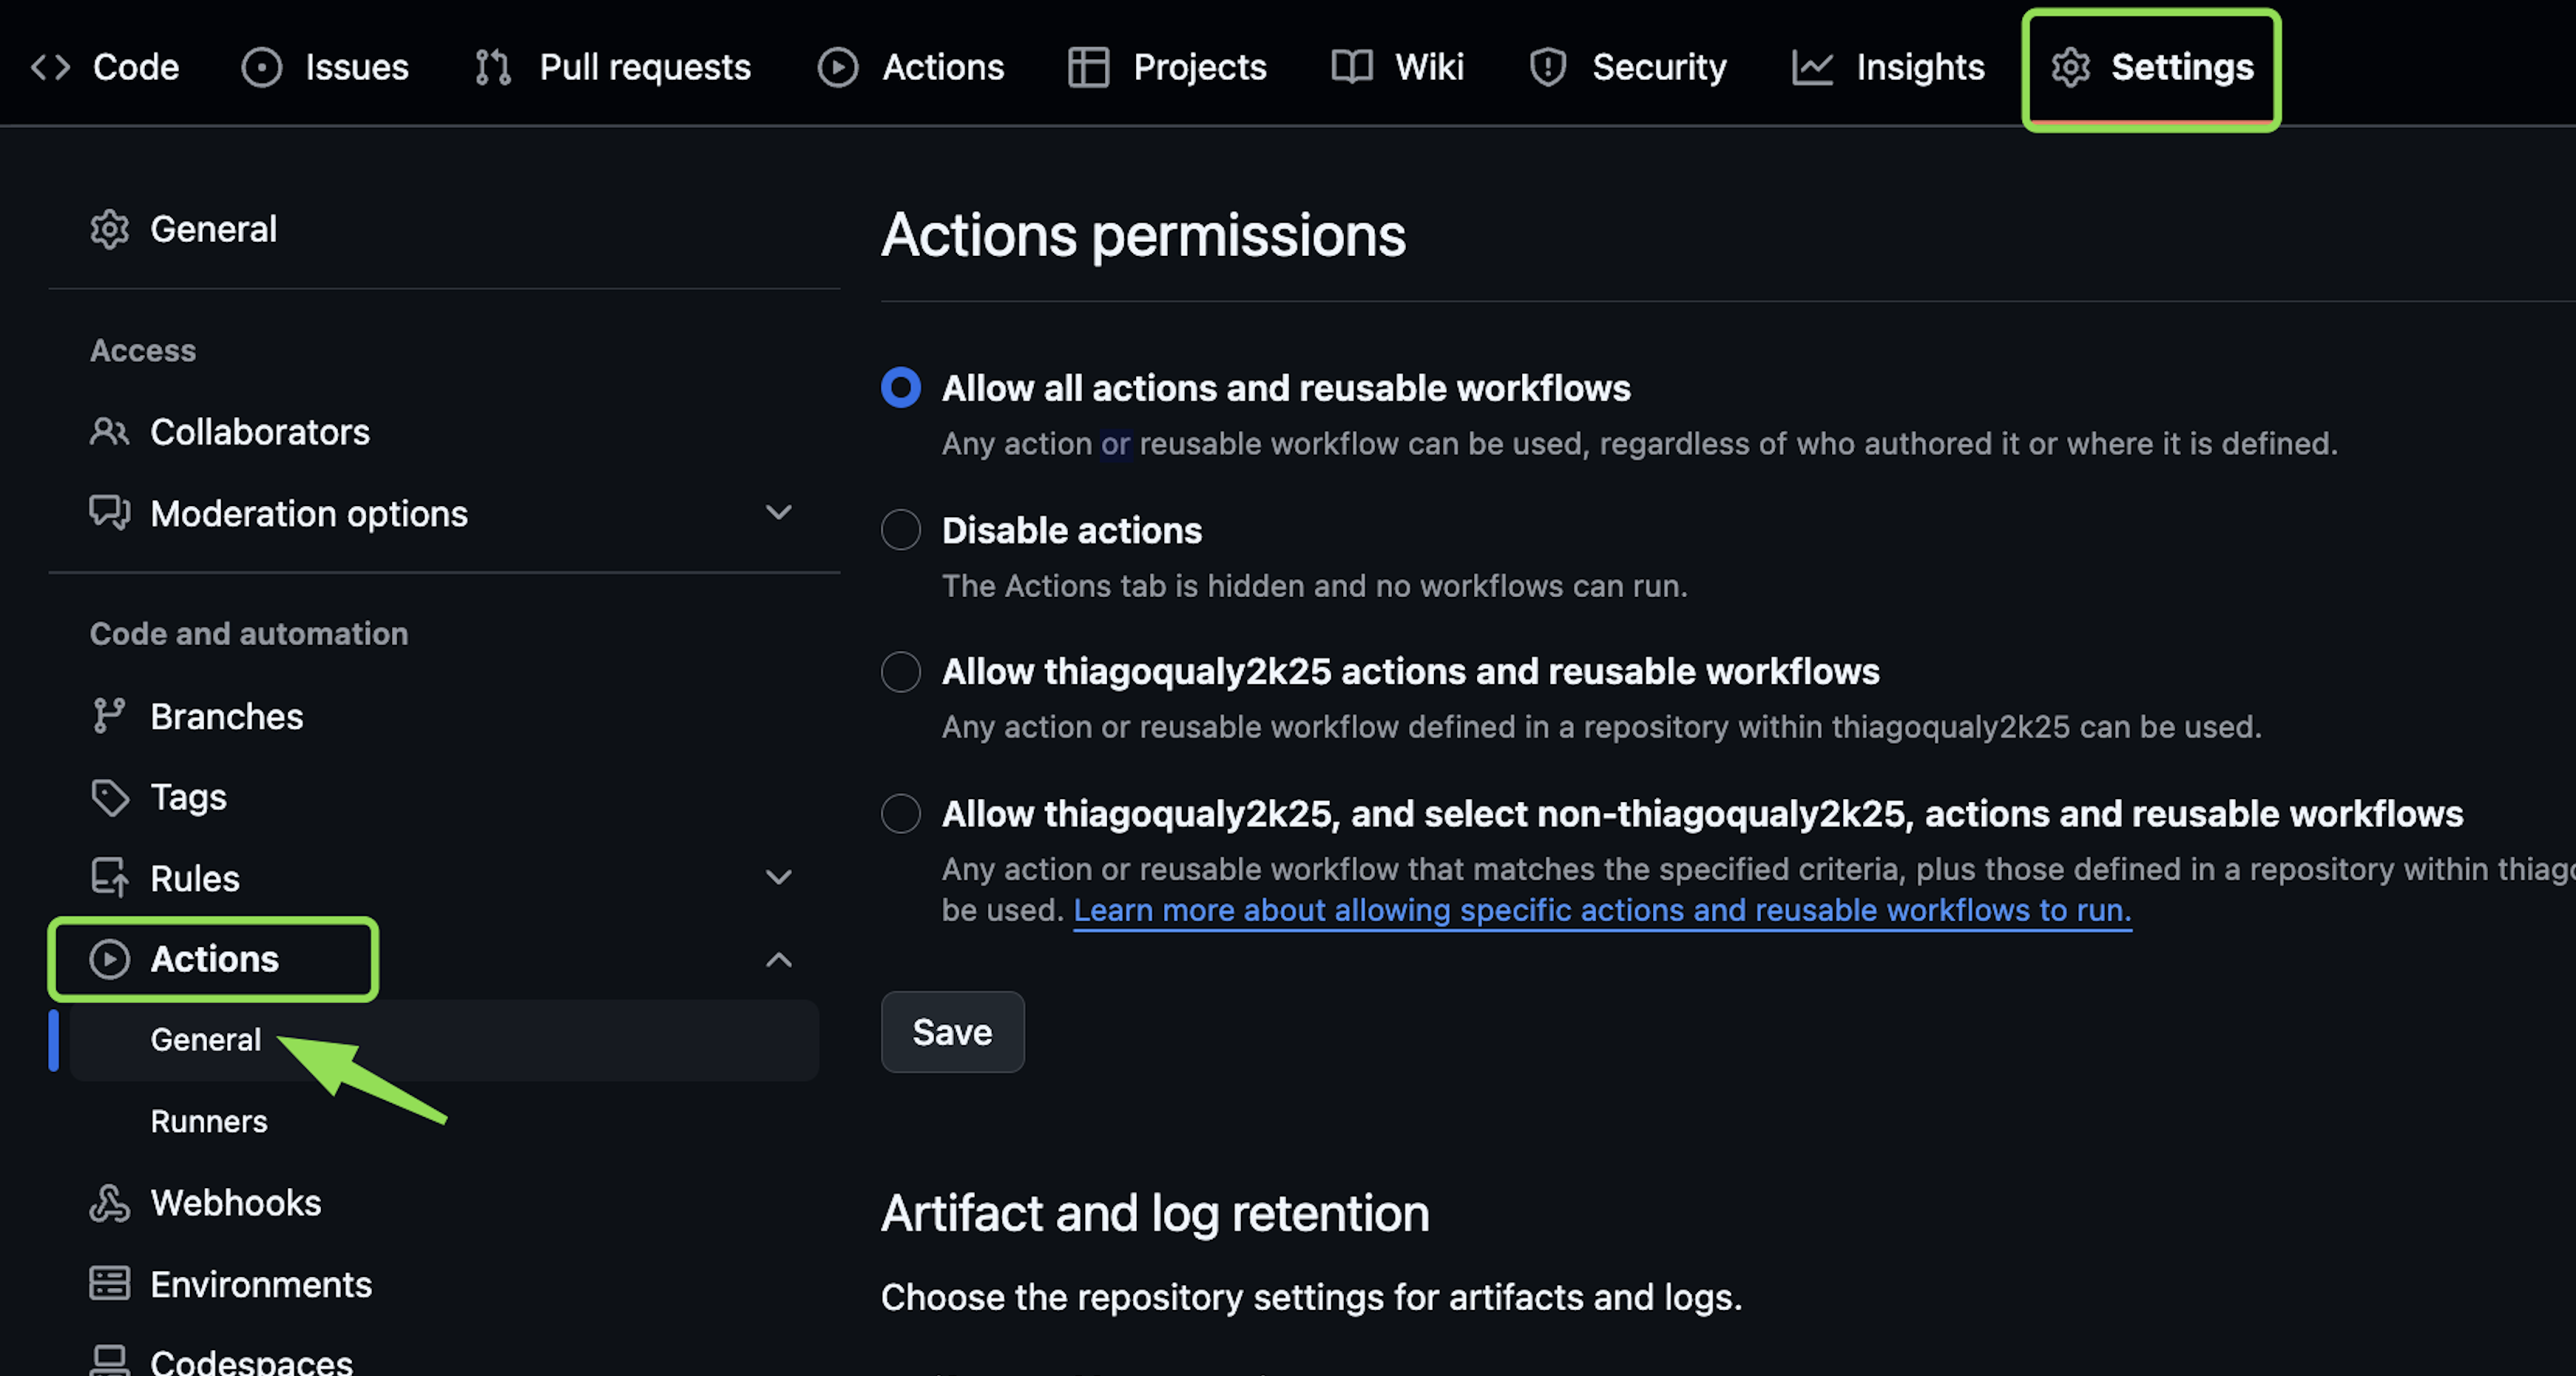 Code Issues Pull requests Actions Projects Wiki Security Insights Settings
General
Access
Collaborators
Moderation options
Code and automation
Branches
Tags
Rules
Actions
General
Runners
Webhooks
Environments
Codespaces
Actions permissions
Allow all actions and reusable workflows
Any action or reusable workflow can be used, regardless of who authored it or where it is defined.
Disable actions
The Actions tab is hidden and no workflows can run.
Allow thiagoqualy2k25 actions and reusable workflows
Any action or reusable workflow defined in a repository within thiagoqualy2k25 can be used.
Allow thiagoqualy2k25, and select non-thiagoqualy2k25, actions and reusable workflows
Any action or reusable workflow that matches the specified criteria, plus those defined in a repository within
be used. Learn more about allowing specific actions and reusable workflows to run.
Save
Artifact and log retention
Choose the repository settings for artifacts and logs.